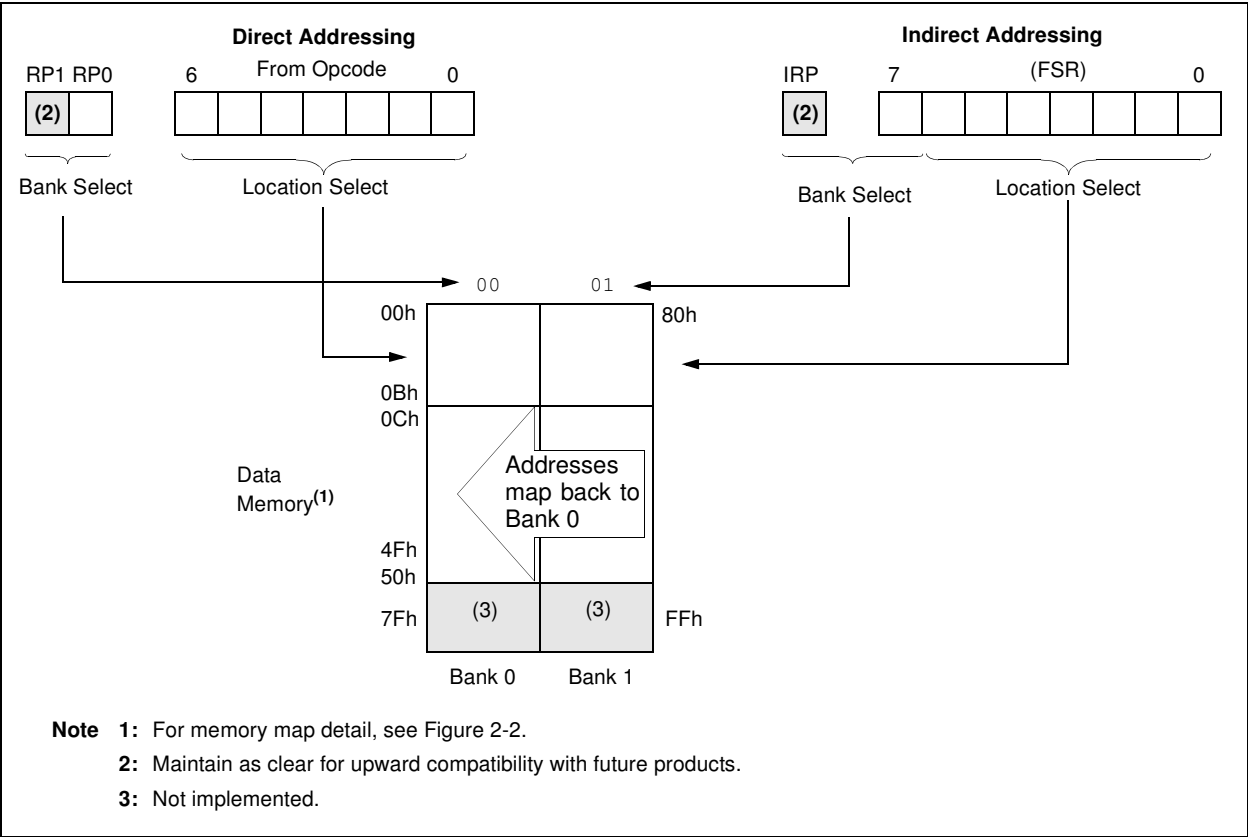 Direct Addressing
RP1 RP0 6 From Opcode 0
(2)
Bank Select Location Select
Indirect Addressing
IRP 7 (FSR) 0
(2)
Bank Select Location Select
00 01
00h 80h
0Bh
0Ch
Addresses
map back to
Bank 0
Data
Memory(1)
4Fh
50h
(3) (3)
7Fh FFh
Bank 0 Bank 1
Note 1: For memory map detail, see Figure 2-2.
2: Maintain as clear for upward compatibility with future products.
3: Not implemented.